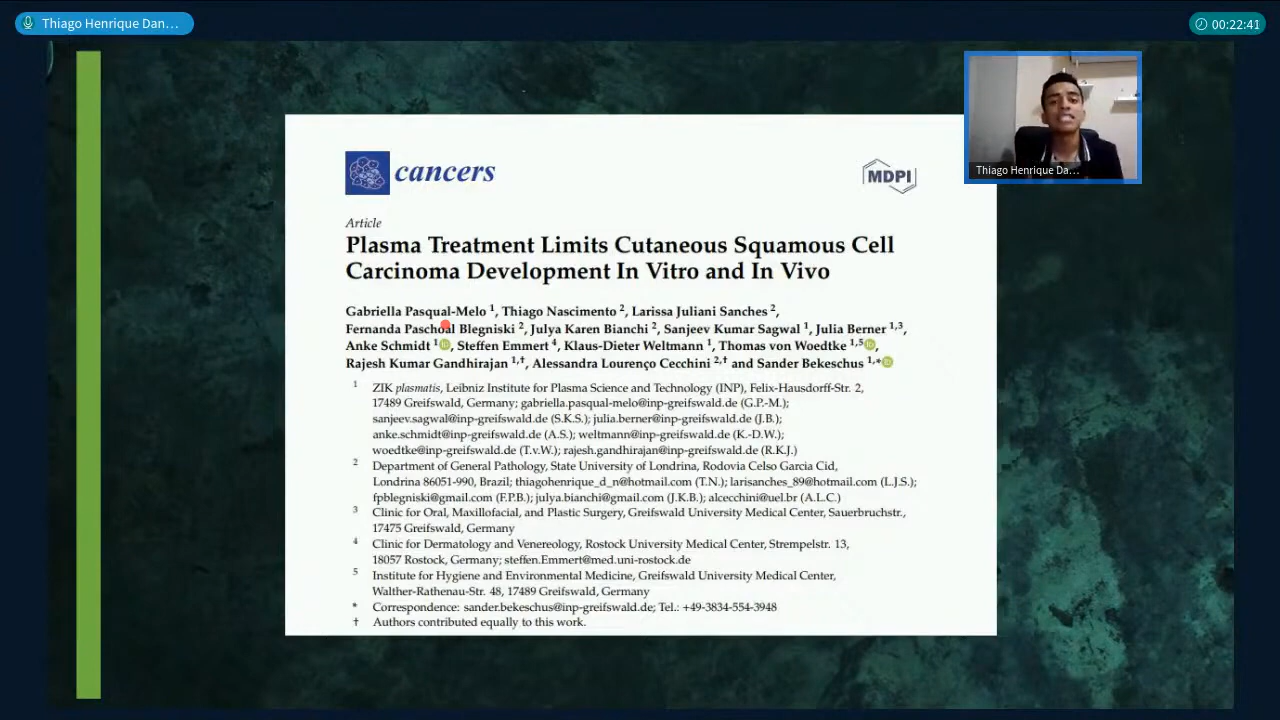 Thiago Henrique Dan...
00:22:41
Thiago Henrique Da...
cancers
MDPI
Article
Plasma Treatment Limits Cutaneous Squamous Cell
Carcinoma Development In Vitro and In Vivo
Gabriella Pasqual-Melo 1, Thiago Nascimento 2, Larissa Juliani Sanches 2,
Fernanda Paschoal Blegniski 2, Julya Karen Bianchi 2, Sanjeev Kumar Sagwal 1, Julia Berner 1,3,
Anke Schmidt 1, Steffen Emmert 4, Klaus-Dieter Weltmann 1, Thomas von Woedtke 1,5,
Rajesh Kumar Gandhirajan 1,†, Alessandra Lourenço Cecchini 2,† and Sander Bekeschus 1,*
1 ZIK plasmatis, Leibniz Institute for Plasma Science and Technology (INP), Felix-Hausdorff-Str. 2,
17489 Greifswald, Germany; gabriella.pasqual-melo@inp-greifswald.de (G.P.-M.);
sanjeev.sagwal@inp-greifswald.de (S.K.S.); julia.berner@inp-greifswald.de (J.B.);
anke.schmidt@inp-greifswald.de (A.S.); weltmann@inp-greifswald.de (K.-D.W.);
woedtke@inp-greifswald.de (T.v.W.); rajesh.gandhirajan@inp-greifswald.de (R.K.J.)
2 Department of General Pathology, State University of Londrina, Rodovia Celso Garcia Cid,
Londrina 86051-990, Brazil; thiagohenrique_d_n@hotmail.com (T.N.); larisanches_89@hotmail.com (L.J.S.);
fpblegniski@gmail.com (F.P.B.); julya.bianchi@gmail.com (J.K.B.); alcecchini@uel.br (A.L.C.)
3 Clinic for Oral, Maxillofacial, and Plastic Surgery, Greifswald University Medical Center, Sauerbruchstr.,
17475 Greifswald, Germany
4 Clinic for Dermatology and Venereology, Rostock University Medical Center, Strempelstr. 13,
18057 Rostock, Germany; steffen.Emmert@med.uni-rostock.de
5 Institute for Hygiene and Environmental Medicine, Greifswald University Medical Center,
Walther-Rathenau-Str. 48, 17489 Greifswald, Germany
* Correspondence: sander.bekeschus@inp-greifswald.de; Tel.: +49-3834-554-3948
† Authors contributed equally to this work.